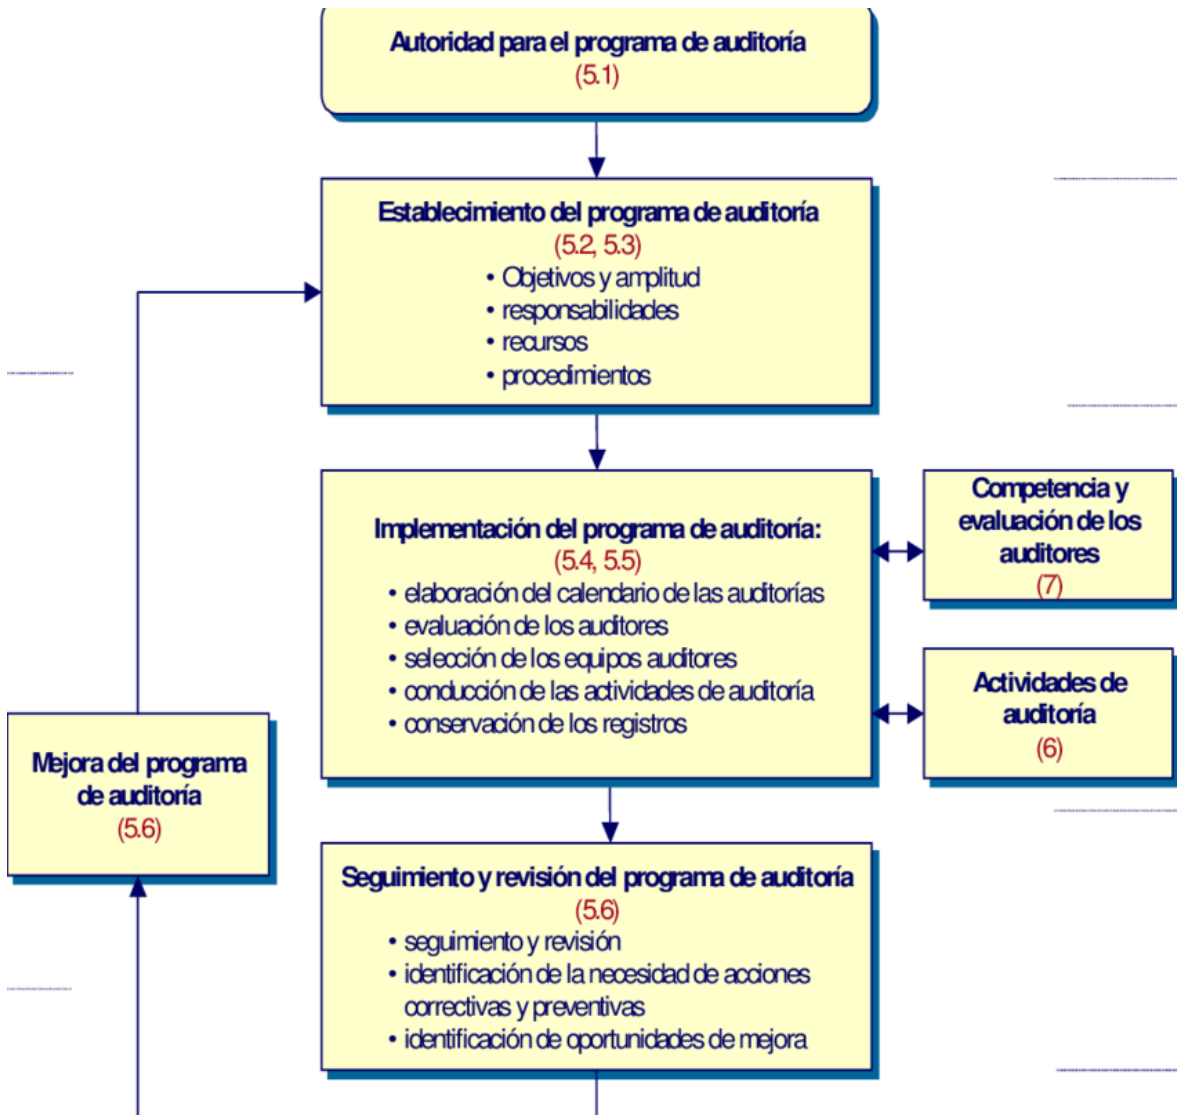 Autoridad para el programa de auditoría
(5.1)
Establecimiento del programa de auditoría
(5.2, 5.3)
• Objetivos y amplitud
• responsabilidades
• recursos
• procedimientos
Implementación del programa de auditoría:
(5.4, 5.5)
• elaboración del calendario de las auditorías
• evaluación de los auditores
• selección de los equipos auditores
• conducción de las actividades de auditoría
• conservación de los registros
Competencia y
evaluación de los
auditores
(7)
Actividades de
auditoría
(6)
Mejora del programa
de auditoría
(5.6)
Seguimiento y revisión del programa de auditoría
(5.6)
• seguimiento y revisión
• identificación de la necesidad de acciones
correctivas y preventivas
• identificación de oportunidades de mejora